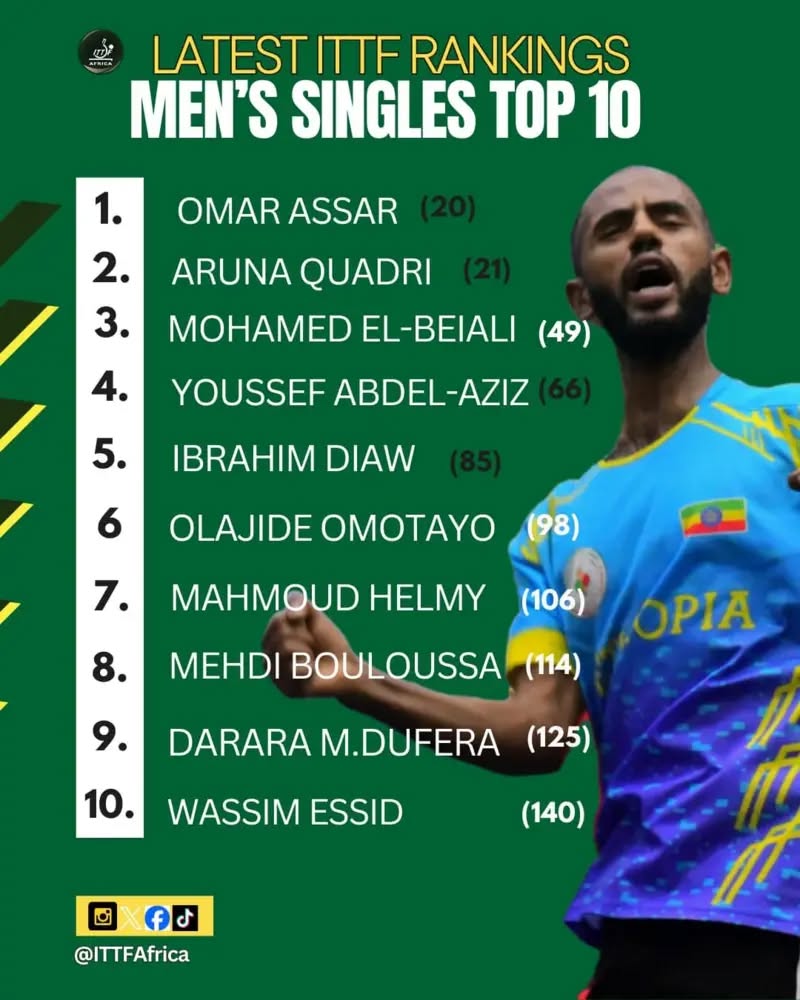 ITTF
AFRICA
LATEST ITTF RANKINGS
MEN'S SINGLES TOP 10
1. OMAR ASSAR (20)
2. ARUNA QUADRI (21)
3. MOHAMED EL-BEIALI (49)
4. YOUSSEF ABDEL-AZIZ (66)
5. IBRAHIM DIAW (85)
6 OLAJIDE OMOTAYO (98)
7. MAHMOUD HELMY (106)
8. MEHDI BOULOUSSA (114)
9. DARARA M.DUFERA (125)
10. WASSIM ESSID (140)
OPIA
@ITTFAfrica